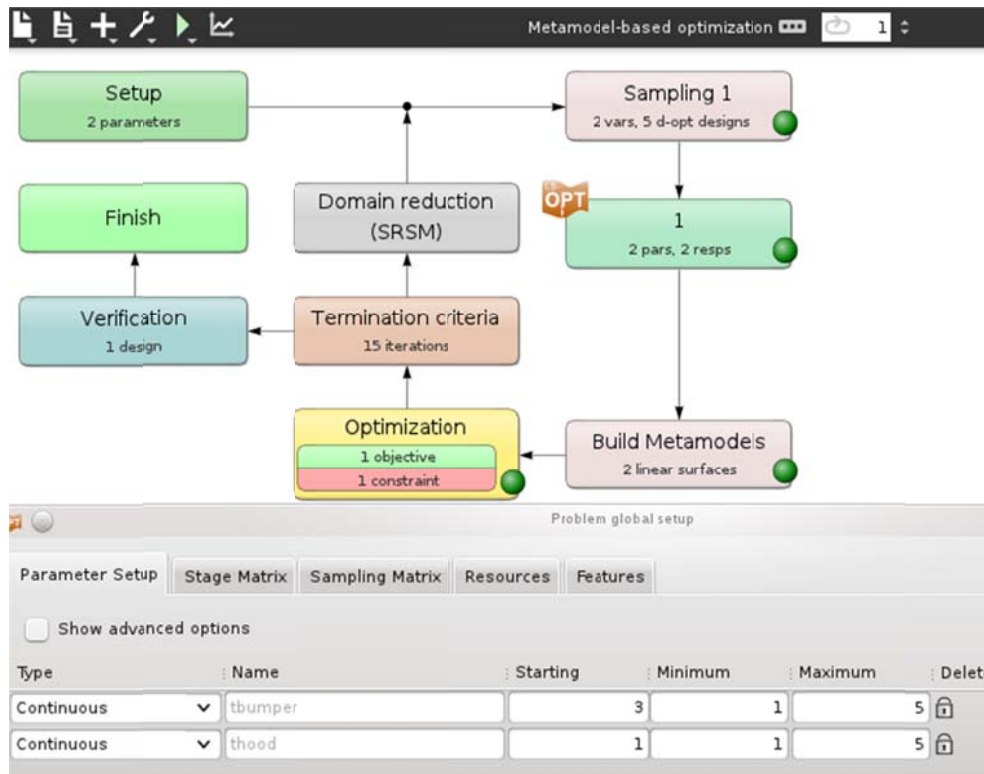 Metamodel-based optimization 1
Setup
2 parameters
Sampling 1
2 vars, 5 d-opt designs
Finish
Domain reduction
(SRSM)
OPT
1
2 pars, 2 resps
Verification
1 design
Termination criteria
15 iterations
Optimization
1 objective
1 constraint
Build Metamodels
2 linear surfaces
Problem global setup
Parameter Setup Stage Matrix Sampling Matrix Resources Features
Show advanced options
Type Name Starting Minimum Maximum Delet
Continuous tbumper 3 1 5
Continuous thood 1 1 5